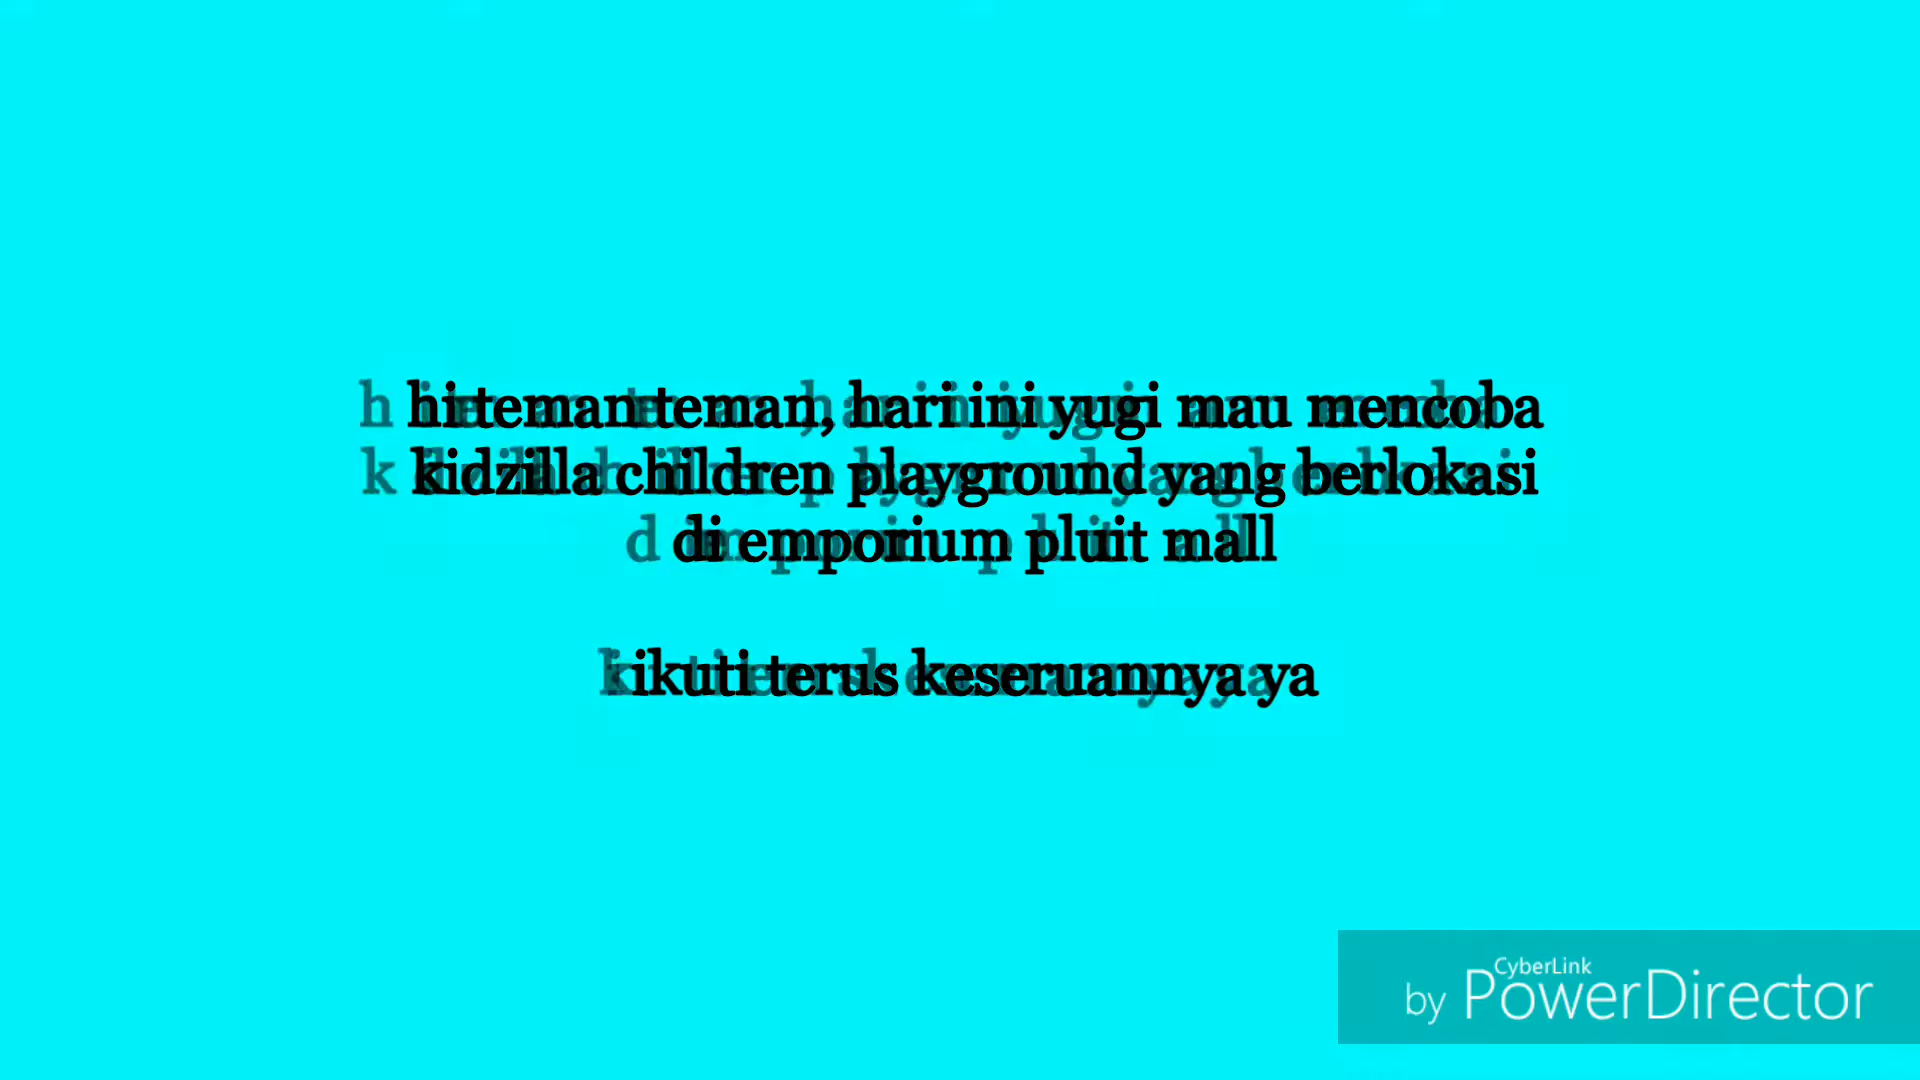 hi teman teman, hari ini yugi mau mencoba
kidzilla children playground yang berlokasi
di emporium pluit mall
ikuti terus keseruannya ya
CyberLink
by PowerDirector